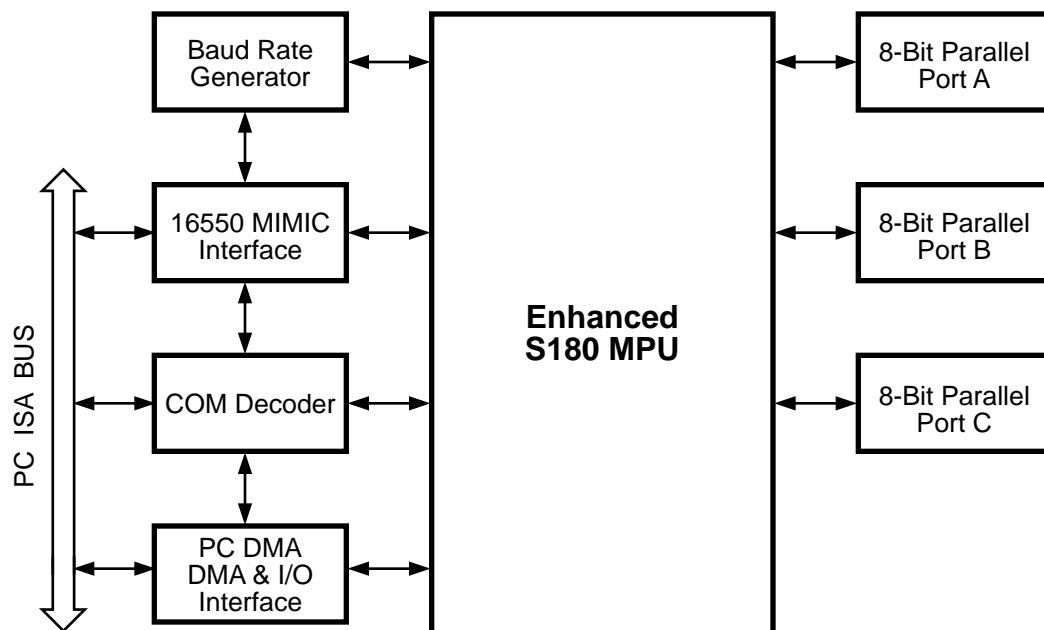 Baud Rate
Generator
8-Bit Parallel
Port A
16550 MIMIC
Interface
8-Bit Parallel
Port B
Enhanced
S180 MPU
PC ISA BUS
COM Decoder
8-Bit Parallel
Port C
PC DMA
DMA & I/O
Interface